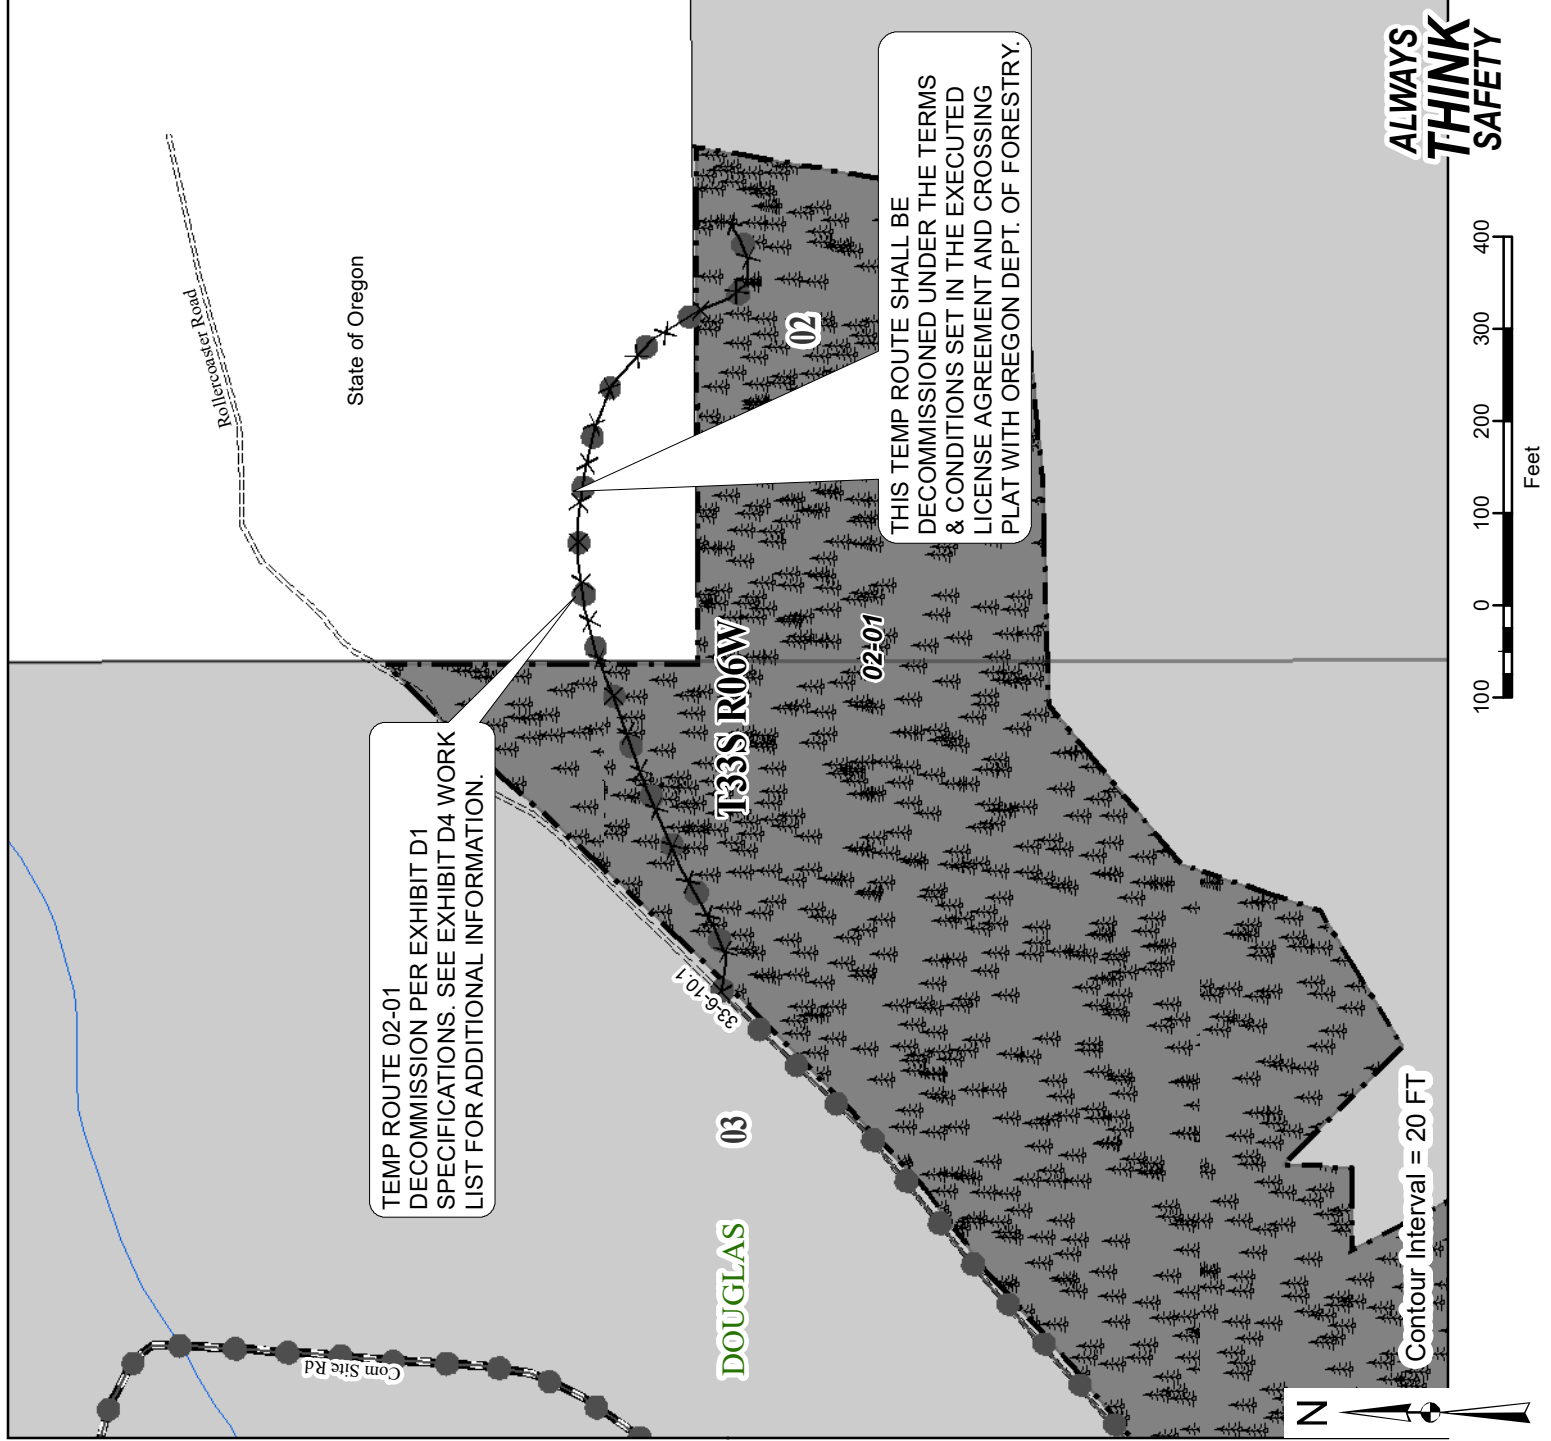 Rollercoaster Road
State of Oregon
TEMP ROUTE 02-01
DECOMMISSION PER EXHIBIT D1
SPECIFICATIONS. SEE EXHIBIT D4 WORK
LIST FOR ADDITIONAL INFORMATION.
Com Site Rd
33-6-10.1
03
DOUGLAS
T33S R06W
02
02-01
THIS TEMP ROUTE SHALL BE
DECOMMISSIONED UNDER THE TERMS
& CONDITIONS SET IN THE EXECUTED
LICENSE AGREEMENT AND CROSSING
PLAT WITH OREGON DEPT. OF FORESTRY.
Contour Interval = 20 FT
N
100 0 100 200 300 400
Feet
ALWAYS
THINK
SAFETY